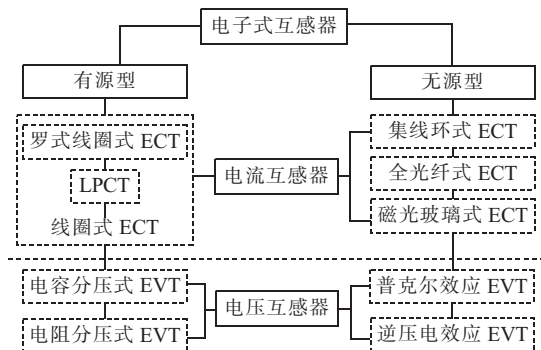 电子式互感器
有源型
无源型
罗式线圈式 ECT
LPCT
线圈式 ECT
电流互感器
集线环式 ECT
全光纤式 ECT
磁光玻璃式 ECT
电容分压式 EVT
电阻分压式 EVT
电压互感器
普克尔效应 EVT
逆压电效应 EVT